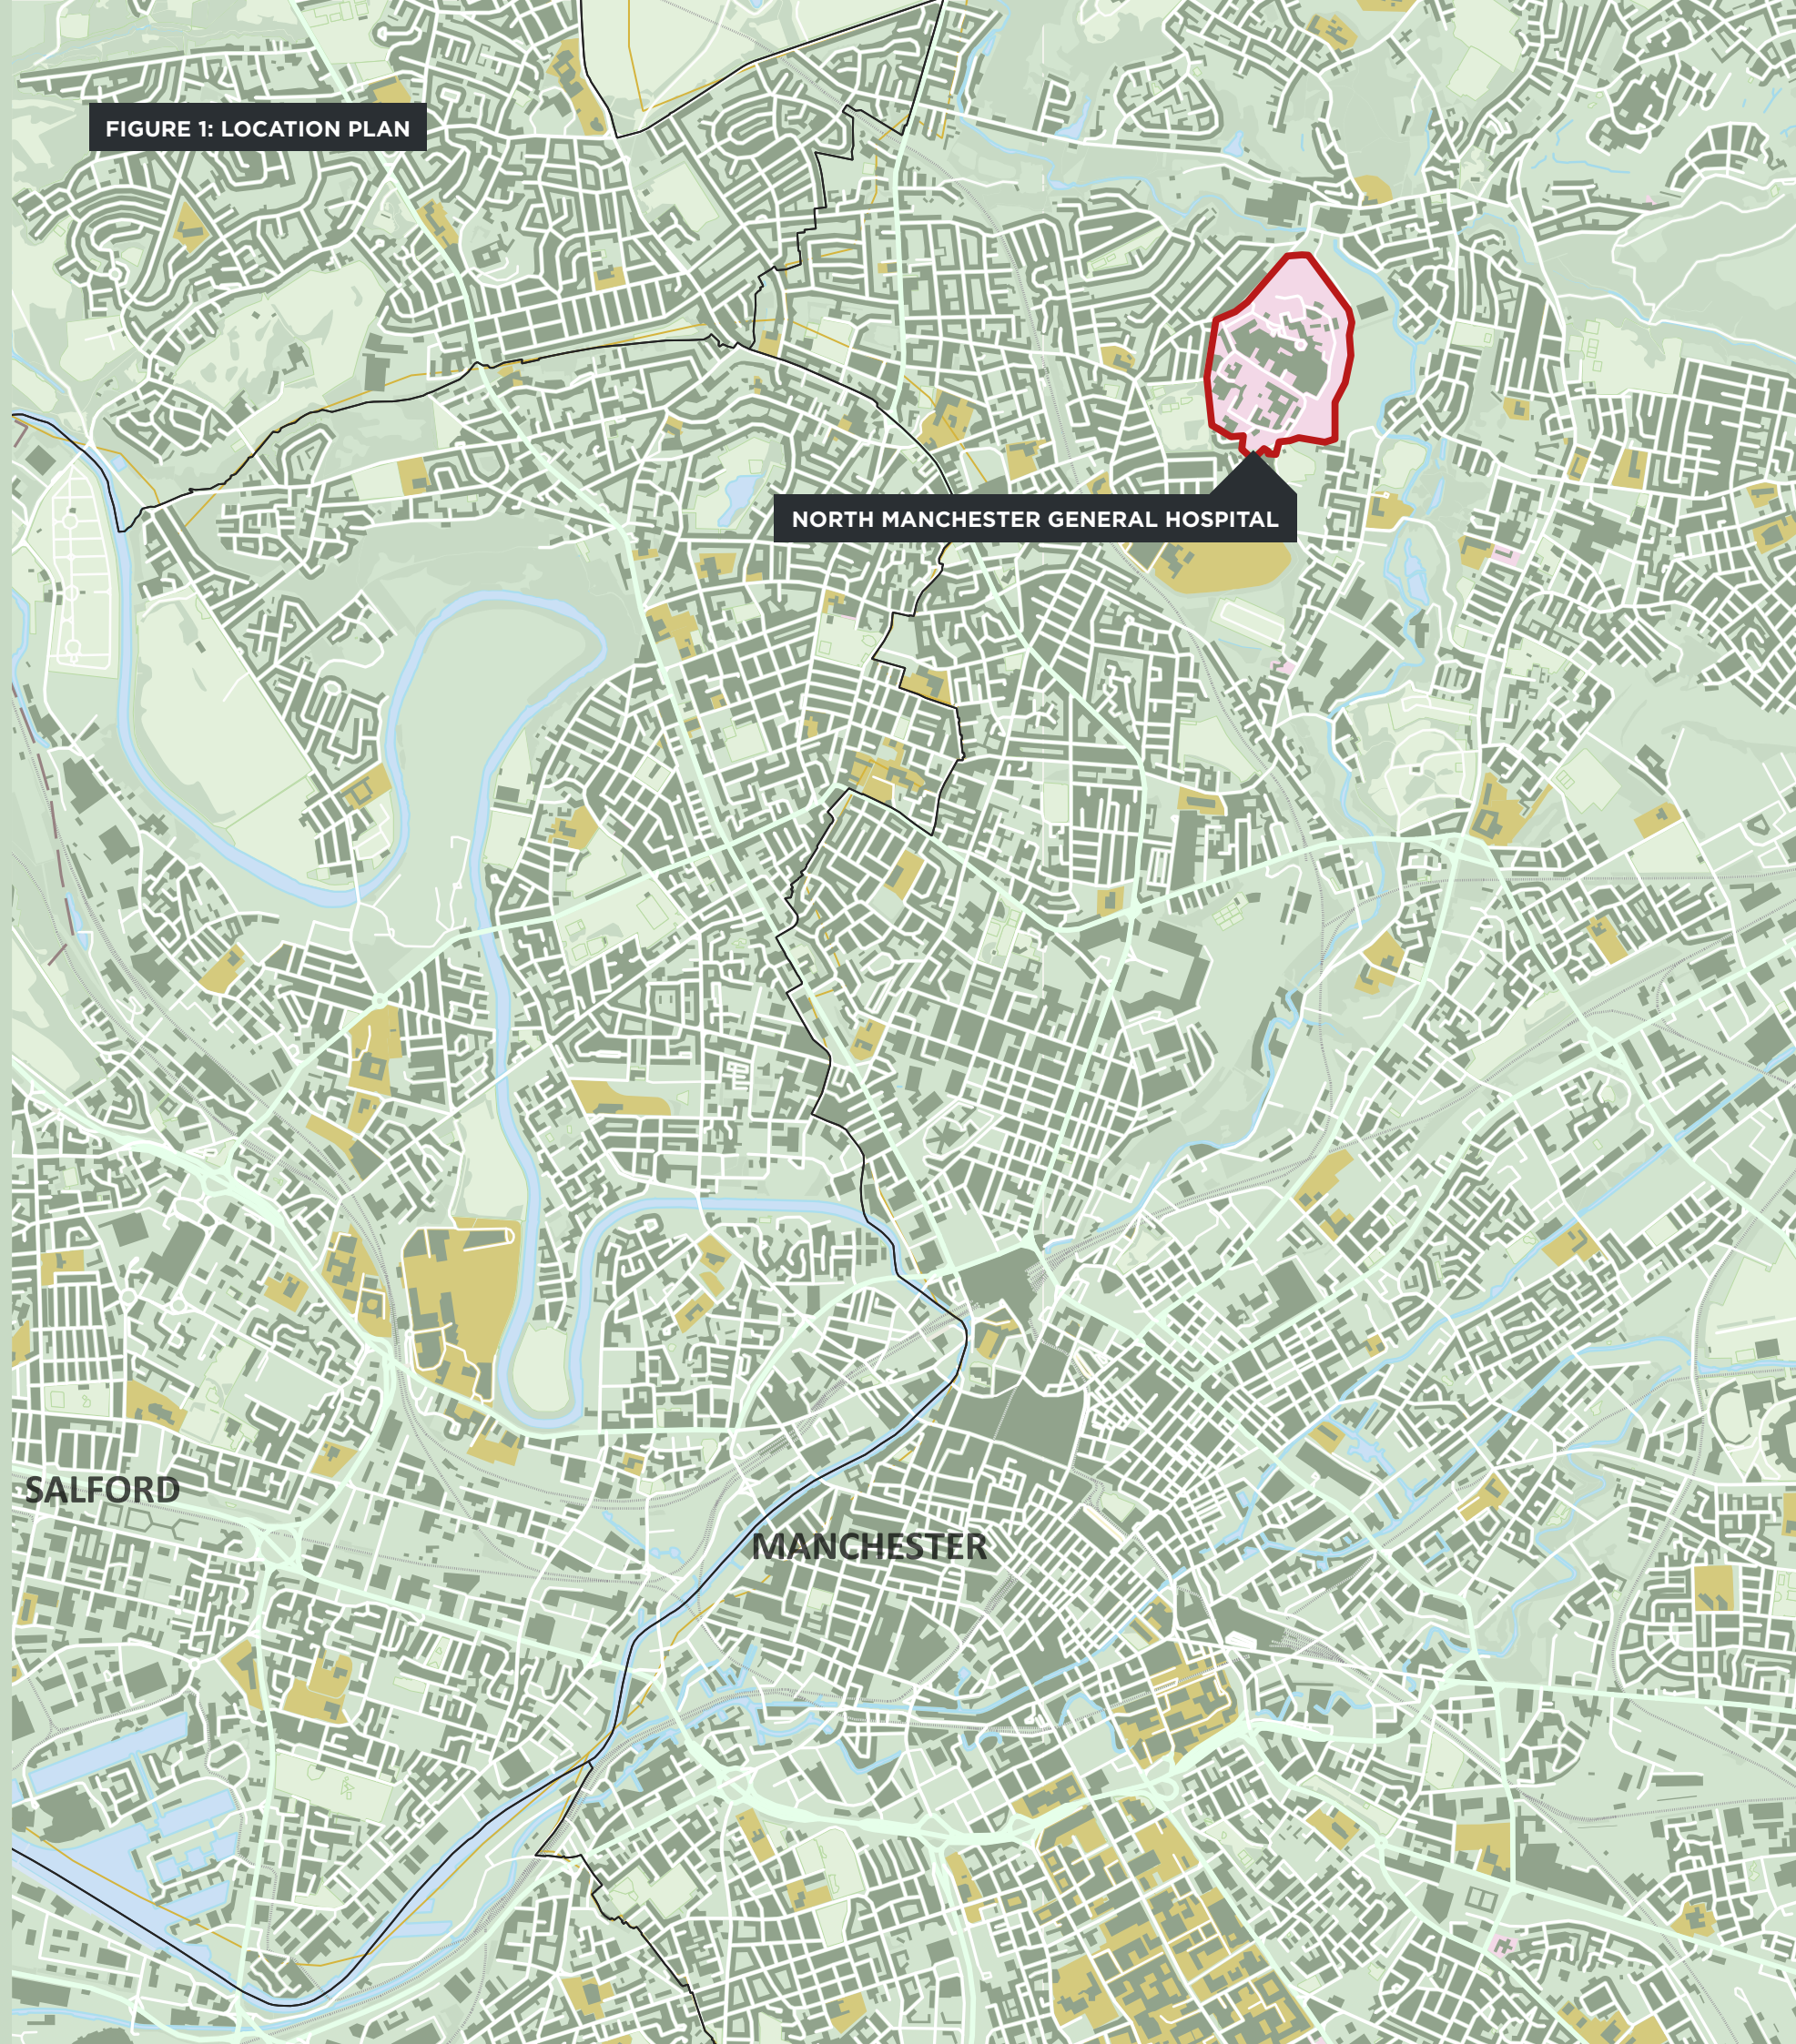 FIGURE 1: LOCATION PLAN
NORTH MANCHESTER GENERAL HOSPITAL
SALFORD
MANCHESTER